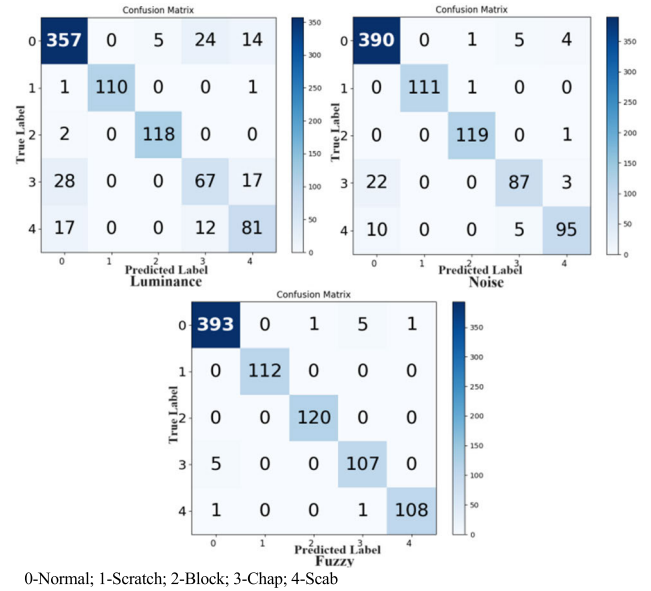 Confusion Matrix
0 357 0 5 24 14
1 1 110 0 0 1
2 2 0 118 0 0
3 28 0 0 67 17
4 17 0 0 12 81
0 1 2 3 4
True Label
Predicted Label
Luminance
350
300
250
200
150
100
50
0
Confusion Matrix
0 390 0 1 5 4
1 0 111 1 0 0
2 0 0 119 0 1
3 22 0 0 87 3
4 10 0 0 5 95
0 1 2 3 4
True Label
Predicted Label
Noise
350
300
250
200
150
100
50
0
Confusion Matrix
0 393 0 1 5 1
1 0 112 0 0 0
2 0 0 120 0 0
3 5 0 0 107 0
4 1 0 0 1 108
0 1 2 3 4
True Label
Predicted Label
Fuzzy
350
300
250
200
150
100
50
0
0-Normal; 1-Scratch; 2-Block; 3-Chap; 4-Scab